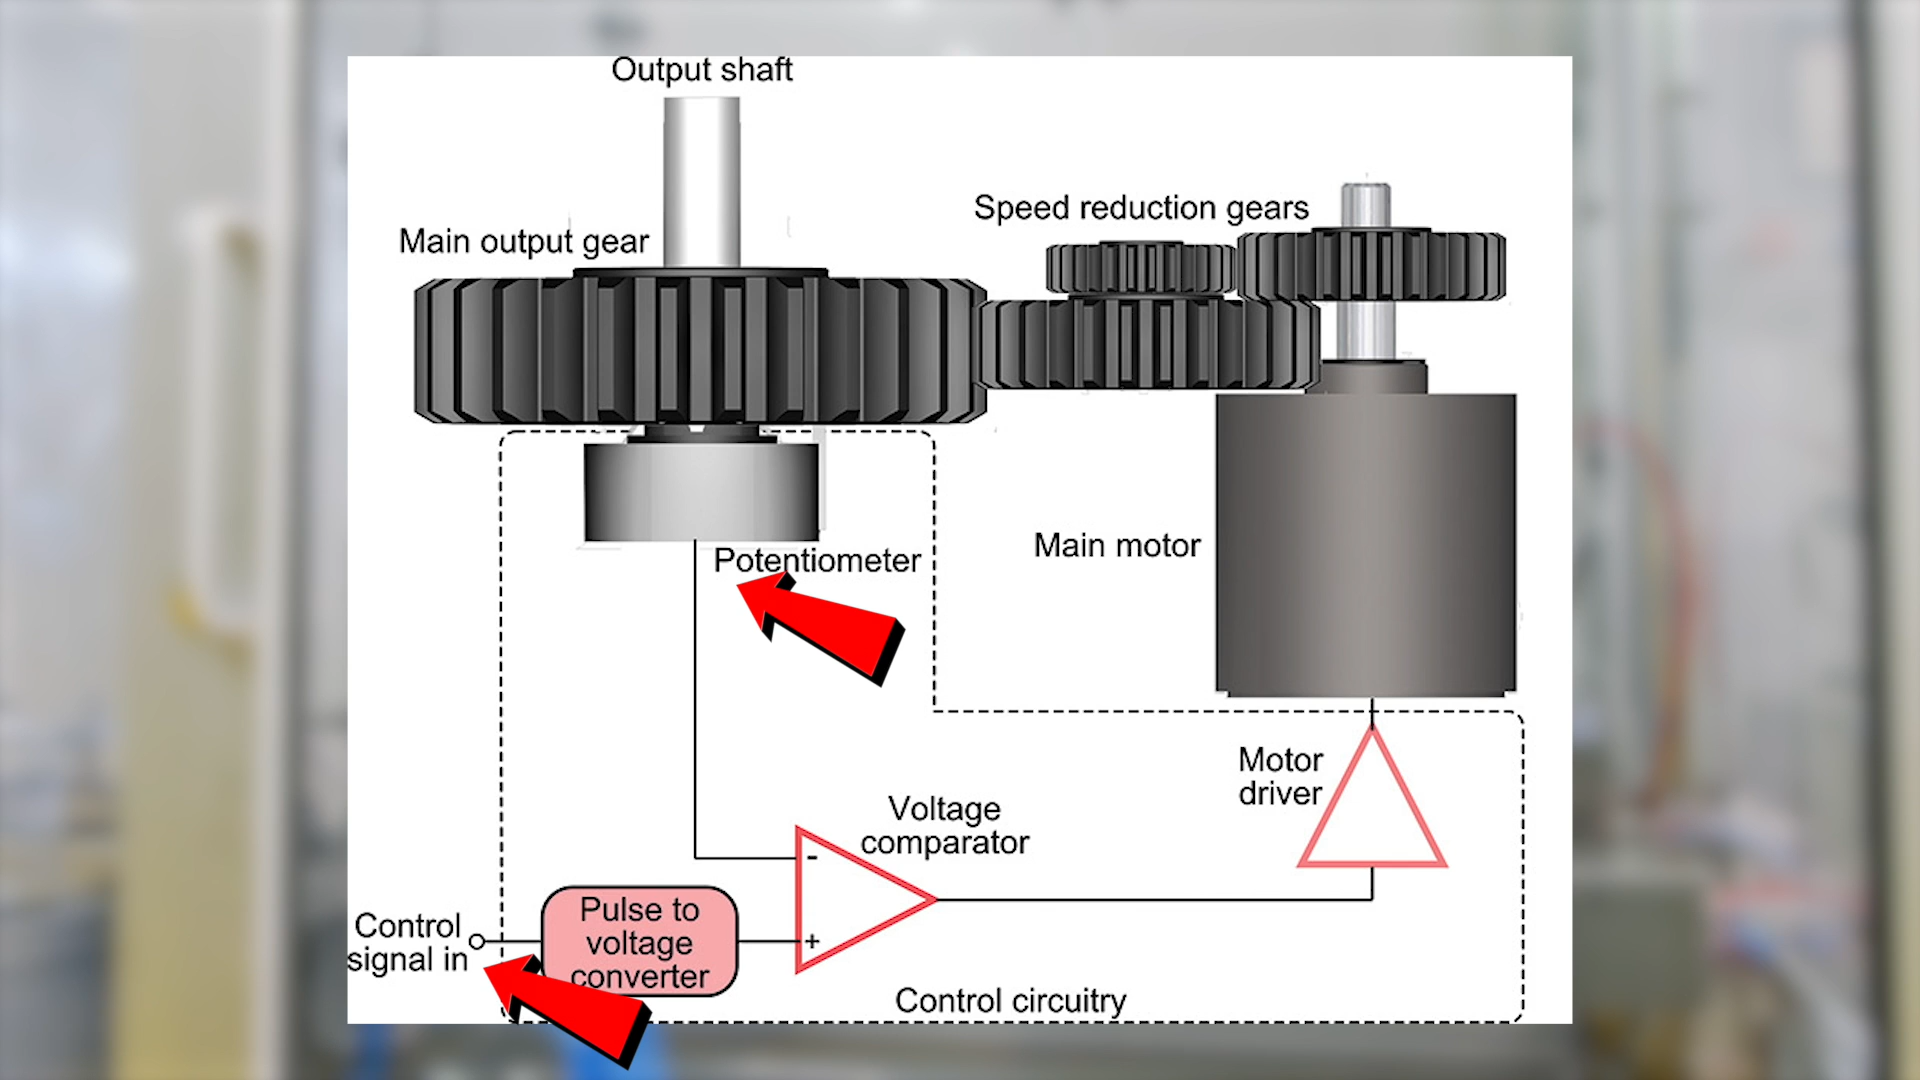 Output shaft
Speed reduction gears
Main output gear
Main motor
Potentiometer
Motor
driver
Voltage
comparator
-
Pulse to
voltage
converter
+
Control
signal in
Control circuitry